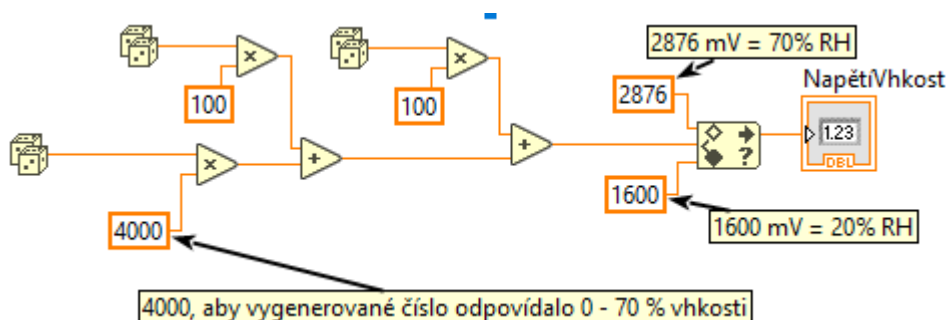 2876 mV = 70% RH
NapětíVhkost
100
100
2876
1.23
DBL
?
4000
1600
1600 mV = 20% RH
4000, aby vygenerované číslo odpovídalo 0 - 70 % vhkosti